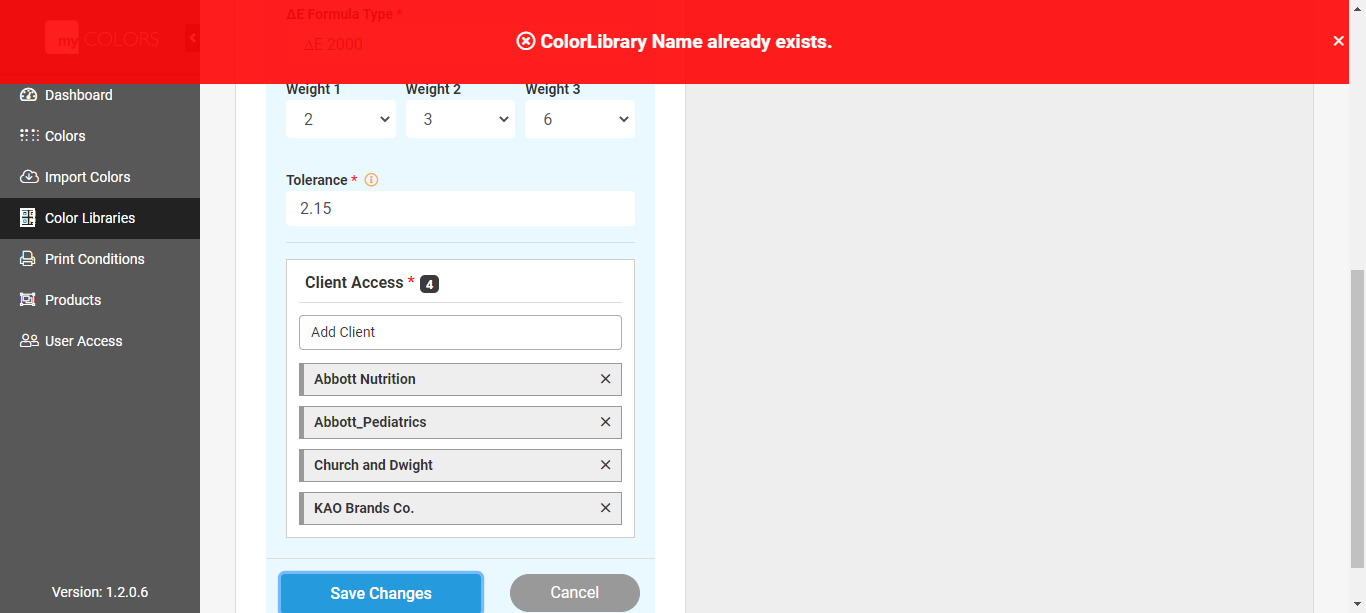 myCOLORS
ΔE Formula Type *
ΔE 2000
ColorLibrary Name already exists.
Dashboard
Colors
Import Colors
Color Libraries
Print Conditions
Products
User Access
Version: 1.2.0.6
Weight 1 Weight 2 Weight 3
2 3 6
Tolerance *
2.15
Client Access * 4
Add Client
Abbott Nutrition
Abbott_Pediatrics
Church and Dwight
KAO Brands Co.
Save Changes Cancel